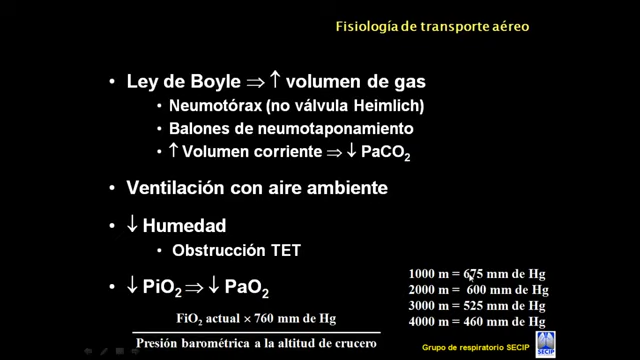 Fisiología de transporte aéreo
• Ley de Boyle ⇒ ↑ volumen de gas
• Neumotórax (no válvula Heimlich)
• Balones de neumotaponamiento
• ↑ Volumen corriente ⇒ ↓ PaCO₂
• Ventilación con aire ambiente
• ↓ Humedad
• Obstrucción TET
• ↓ PiO₂ ⇒ ↓ PaO₂
FiO₂ actual × 760 mm de Hg
Presión barométrica a la altitud de crucero
1000 m = 675 mm de Hg
2000 m = 600 mm de Hg
3000 m = 525 mm de Hg
4000 m = 460 mm de Hg
Grupo de respiratorio SECIP
SECIP